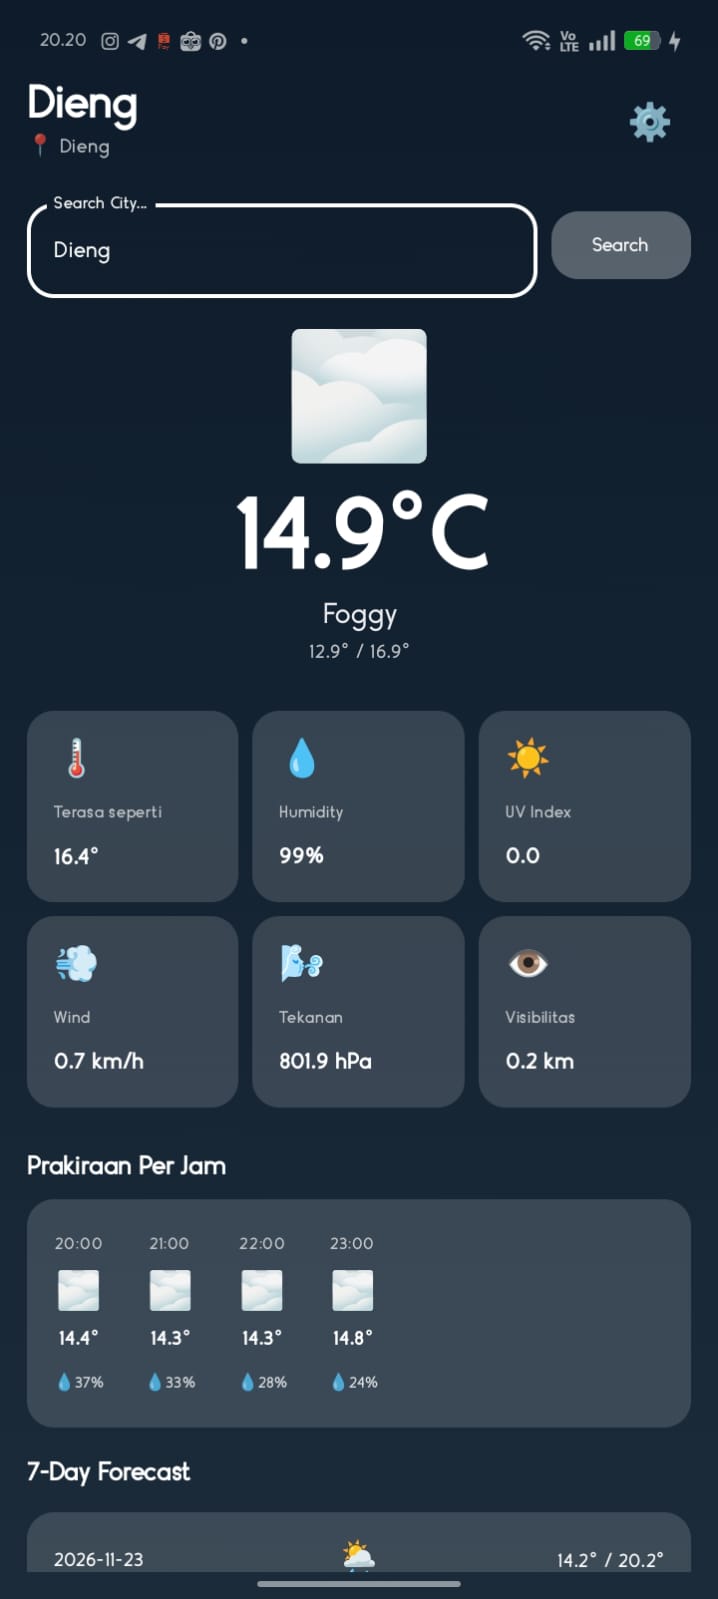 20.20
Vo
LTE
69
Dieng
Dieng
Search City...
Dieng
Search
14.9°C
Foggy
12.9° / 16.9°
Terasa seperti
16.4°
Humidity
99%
UV Index
0.0
Wind
0.7 km/h
Tekanan
801.9 hPa
Visibilitas
0.2 km
Prakiraan Per Jam
20:00 21:00 22:00 23:00
14.4° 14.3° 14.3° 14.8°
37% 33% 28% 24%
7-Day Forecast
2026-11-23 14.2° / 20.2°